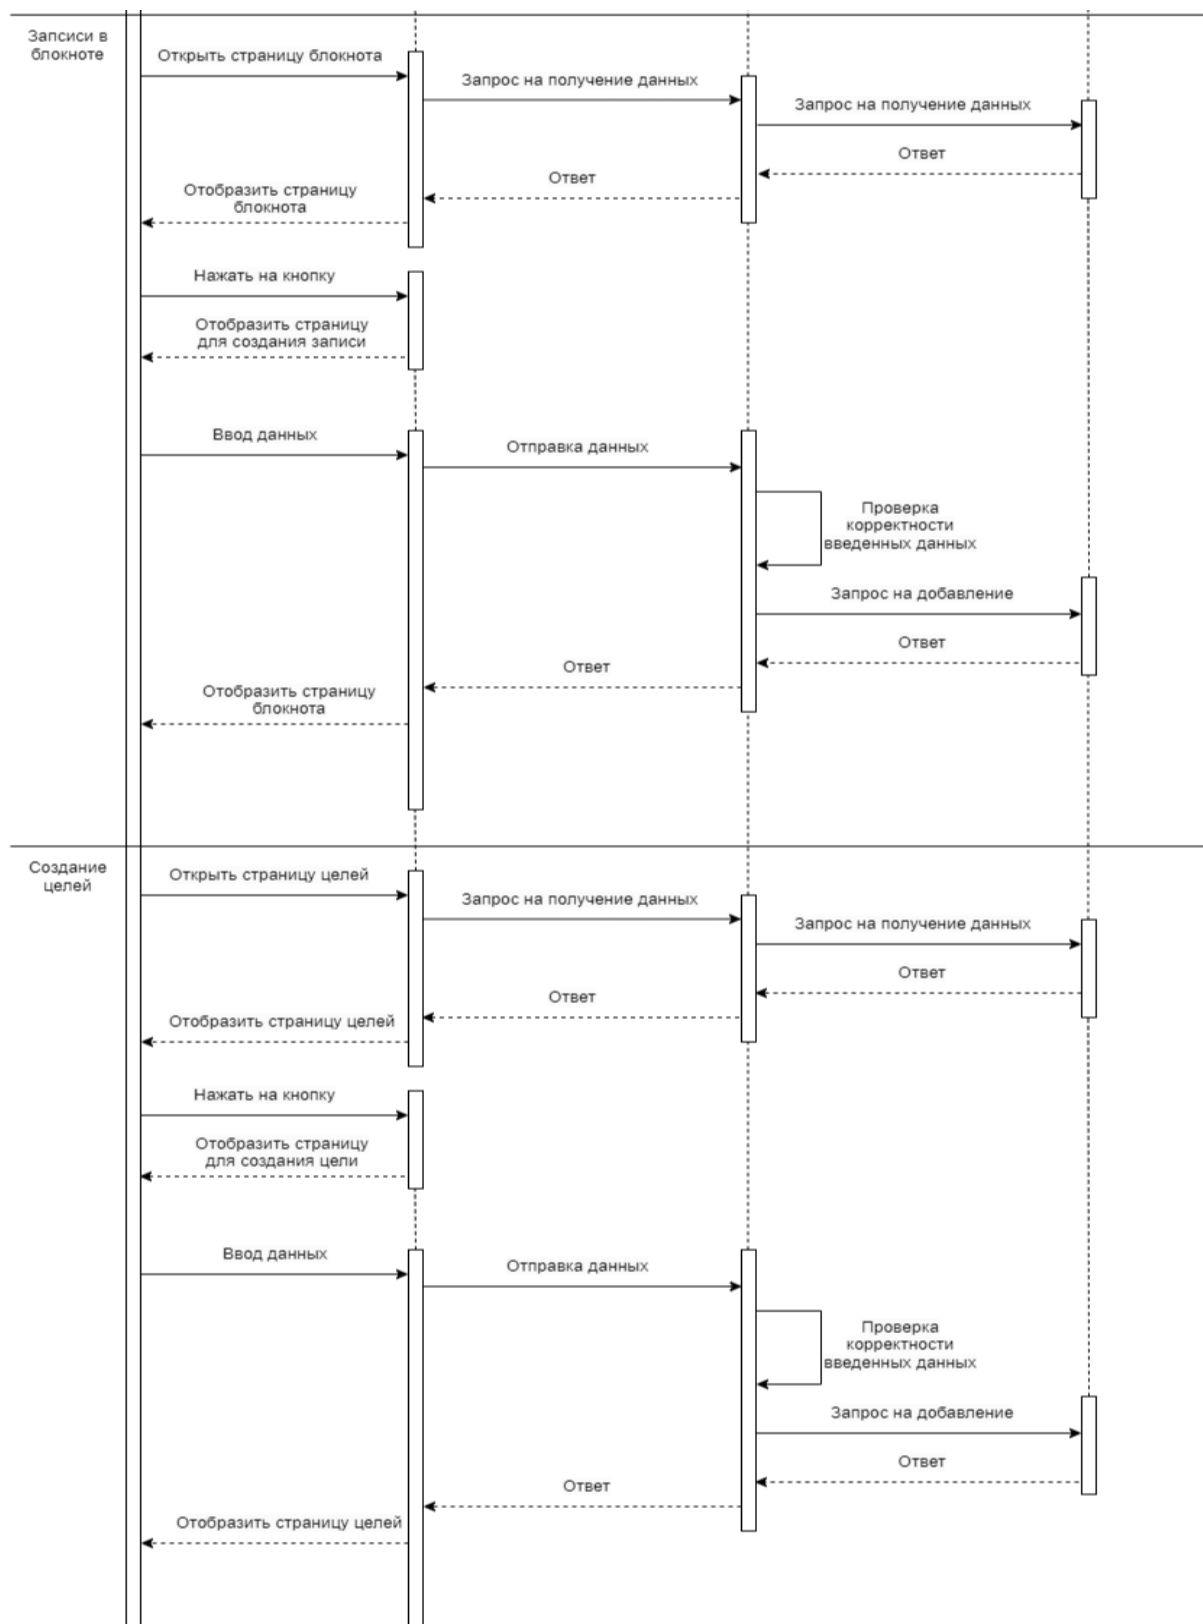 Запсиси в
блокноте
Открыть страницу блокнота
Запрос на получение данных
Запрос на получение данных
Ответ
Ответ
Отобразить страницу
блокнота
Нажать на кнопку
Отобразить страницу
для создания записи
Ввод данных
Отправка данных
Проверка
корректности
введенных данных
Запрос на добавление
Ответ
Ответ
Отобразить страницу
блокнота
Создание
целей
Открыть страницу целей
Запрос на получение данных
Запрос на получение данных
Ответ
Ответ
Отобразить страницу целей
Нажать на кнопку
Отобразить страницу
для создания цели
Ввод данных
Отправка данных
Проверка
корректности
введенных данных
Запрос на добавление
Ответ
Ответ
Отобразить страницу целей